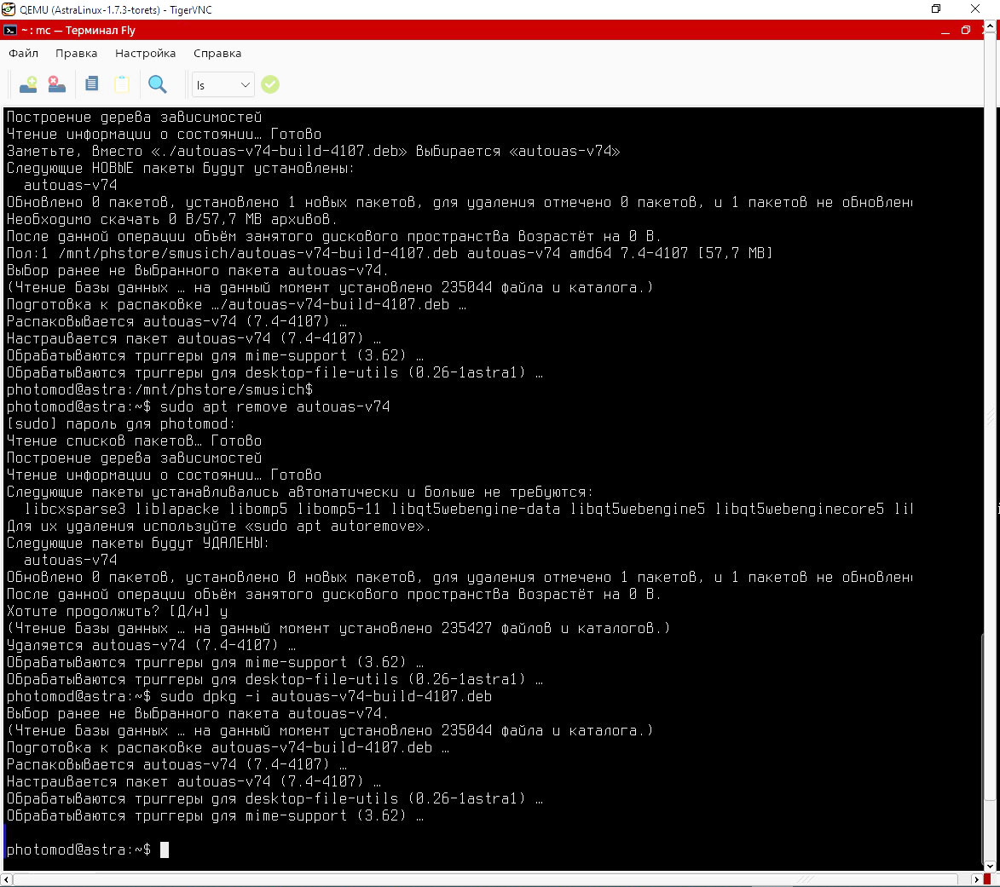 QEMU (AstraLinux-1.7.3-torets) - TigerVNC
~ : mc — Терминал Fly
Файл Правка Настройка Справка
ls
Построение дерева зависимостей
Чтение информации о состоянии… Готово
Заметьте, вместо «./autouas-v74-build-4107.deb» выбирается «autouas-v74»
Следующие НОВЫЕ пакеты будут установлены:
autouas-v74
Обновлено 0 пакетов, установлено 1 новых пакетов, для удаления отмечено 0 пакетов, и 1 пакетов не обновлен
Необходимо скачать 0 B/57,7 MB архивов.
После данной операции объём занятого дискового пространства возрастёт на 0 B.
Пол:1 /mnt/phstore/smusich/autouas-v74-build-4107.deb autouas-v74 amd64 7.4-4107 [57,7 MB]
Выбор ранее не выбранного пакета autouas-v74.
(Чтение базы данных … на данный момент установлено 235044 файла и каталога.)
Подготовка к распаковке …/autouas-v74-build-4107.deb …
Распаковывается autouas-v74 (7.4-4107) …
Настраивается пакет autouas-v74 (7.4-4107) …
Обрабатываются триггеры для mime-support (3.62) …
Обрабатываются триггеры для desktop-file-utils (0.26-1astra1) …
photomod@astra:/mnt/phstore/smusich$
photomod@astra:~$ sudo apt remove autouas-v74
[sudo] пароль для photomod:
Чтение списков пакетов… Готово
Построение дерева зависимостей
Чтение информации о состоянии… Готово
Следующие пакеты устанавливались автоматически и больше не требуются:
libcxsparse3 liblapacke libomp5 libomp5-11 libqt5webengine-data libqt5webengine5 libqt5webenginecore5 lil
Для их удаления используйте «sudo apt autoremove».
Следующие пакеты будут УДАЛЕНЫ:
autouas-v74
Обновлено 0 пакетов, установлено 0 новых пакетов, для удаления отмечено 1 пакетов, и 1 пакетов не обновлен
После данной операции объём занятого дискового пространства возрастёт на 0 B.
Хотите продолжить? [Д/н] y
(Чтение базы данных … на данный момент установлено 235427 файлов и каталогов.)
Удаляется autouas-v74 (7.4-4107) …
Обрабатываются триггеры для mime-support (3.62) …
Обрабатываются триггеры для desktop-file-utils (0.26-1astra1) …
photomod@astra:~$ sudo dpkg -i autouas-v74-build-4107.deb
Выбор ранее не выбранного пакета autouas-v74.
(Чтение базы данных … на данный момент установлено 235044 файла и каталога.)
Подготовка к распаковке autouas-v74-build-4107.deb …
Распаковывается autouas-v74 (7.4-4107) …
Настраивается пакет autouas-v74 (7.4-4107) …
Обрабатываются триггеры для desktop-file-utils (0.26-1astra1) …
Обрабатываются триггеры для mime-support (3.62) …
photomod@astra:~$